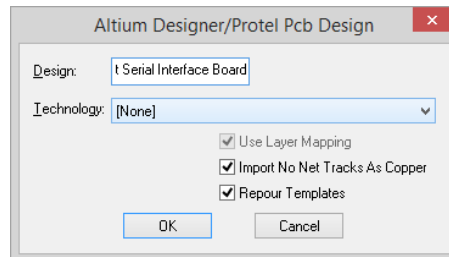 Altium Designer/Protel Pcb Design
Design: t Serial Interface Board
Technology: [None]
Use Layer Mapping
Import No Net Tracks As Copper
Repour Templates
OK Cancel